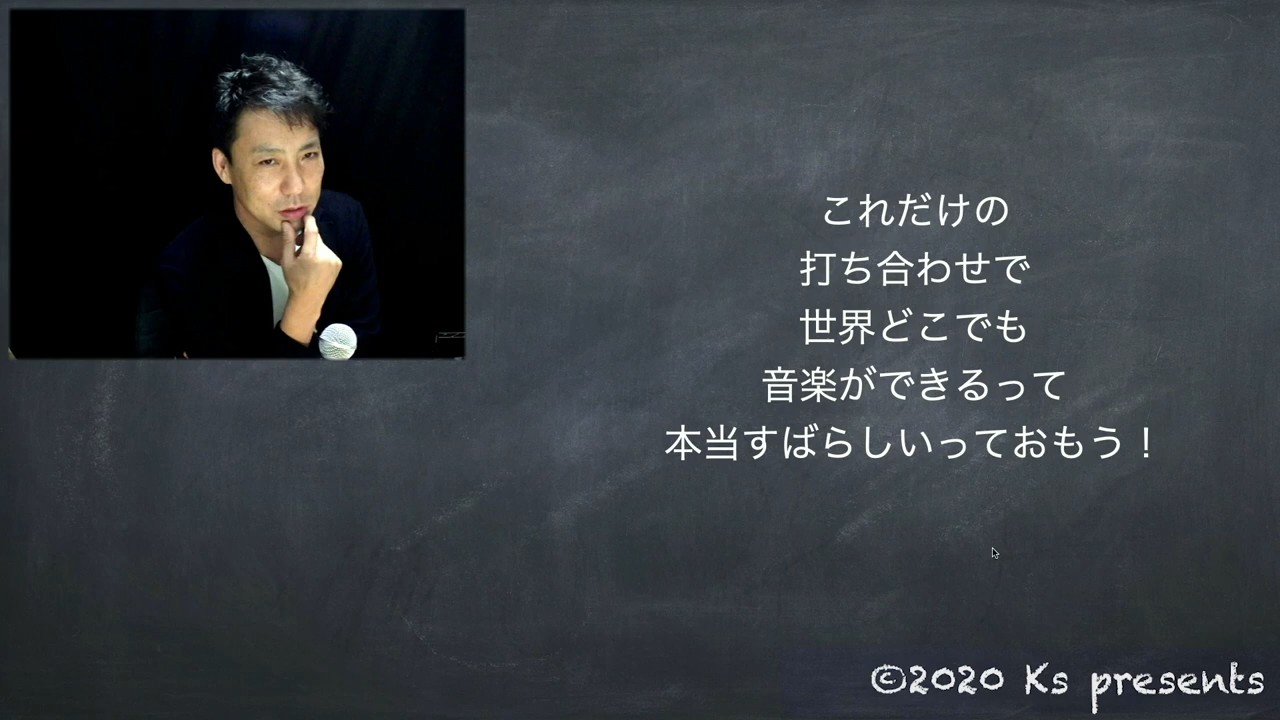 これだけの
打ち合わせで
世界どこでも
音楽ができるって
本当すばらしいっておもう！
©2020 Ks presents